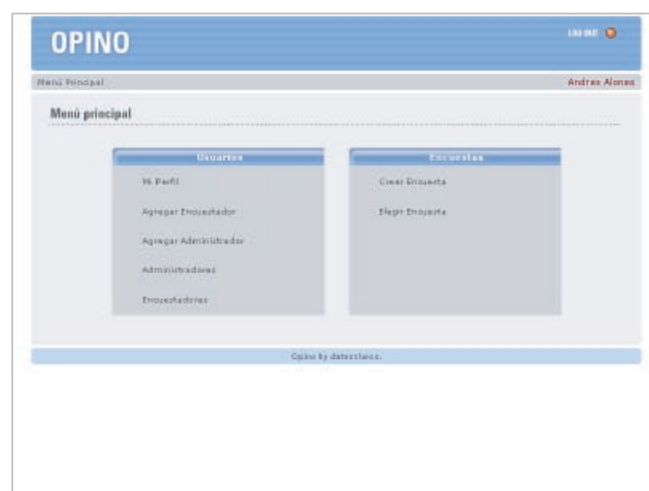 OPINO
LOG OUT
Menú Principal
Andres Alonso
Menú principal
Usuarios
Mi Perfil
Agregar Encuestador
Agregar Administrador
Administradores
Encuestadores
Encuestas
Crear Encuesta
Elegir Encuesta
Opino by